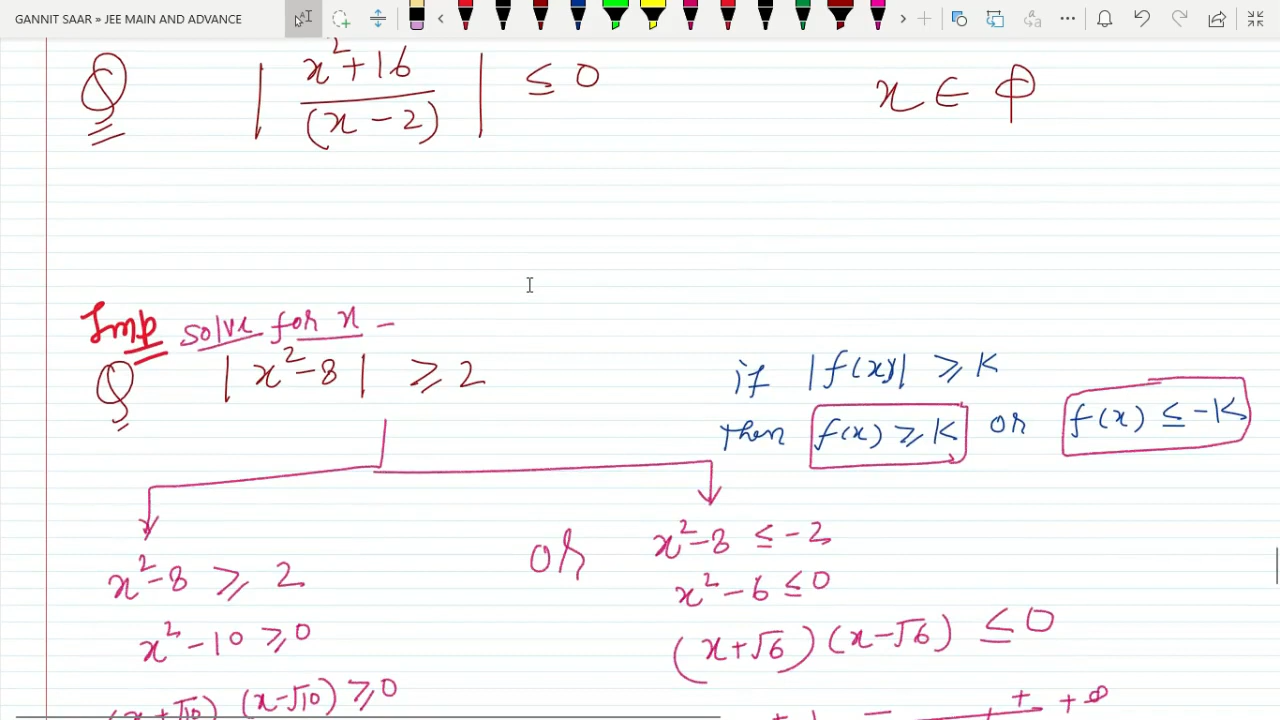 GANNIT SAAR » JEE MAIN AND ADVANCE
Q | x²+16 / (x-2) | ≤ 0 x ∈ Φ
Imp solve for x -
Q |x²-8| ≥ 2
if |f(x)| ≥ K
then f(x) ≥ K or f(x) ≤ -K
x²-8 ≥ 2
x²-10 ≥ 0
(x+√10) (x-√10) ≥ 0
or
x²-8 ≤ -2
x²-6 ≤ 0
(x+√6) (x-√6) ≤ 0
+ - + +∞